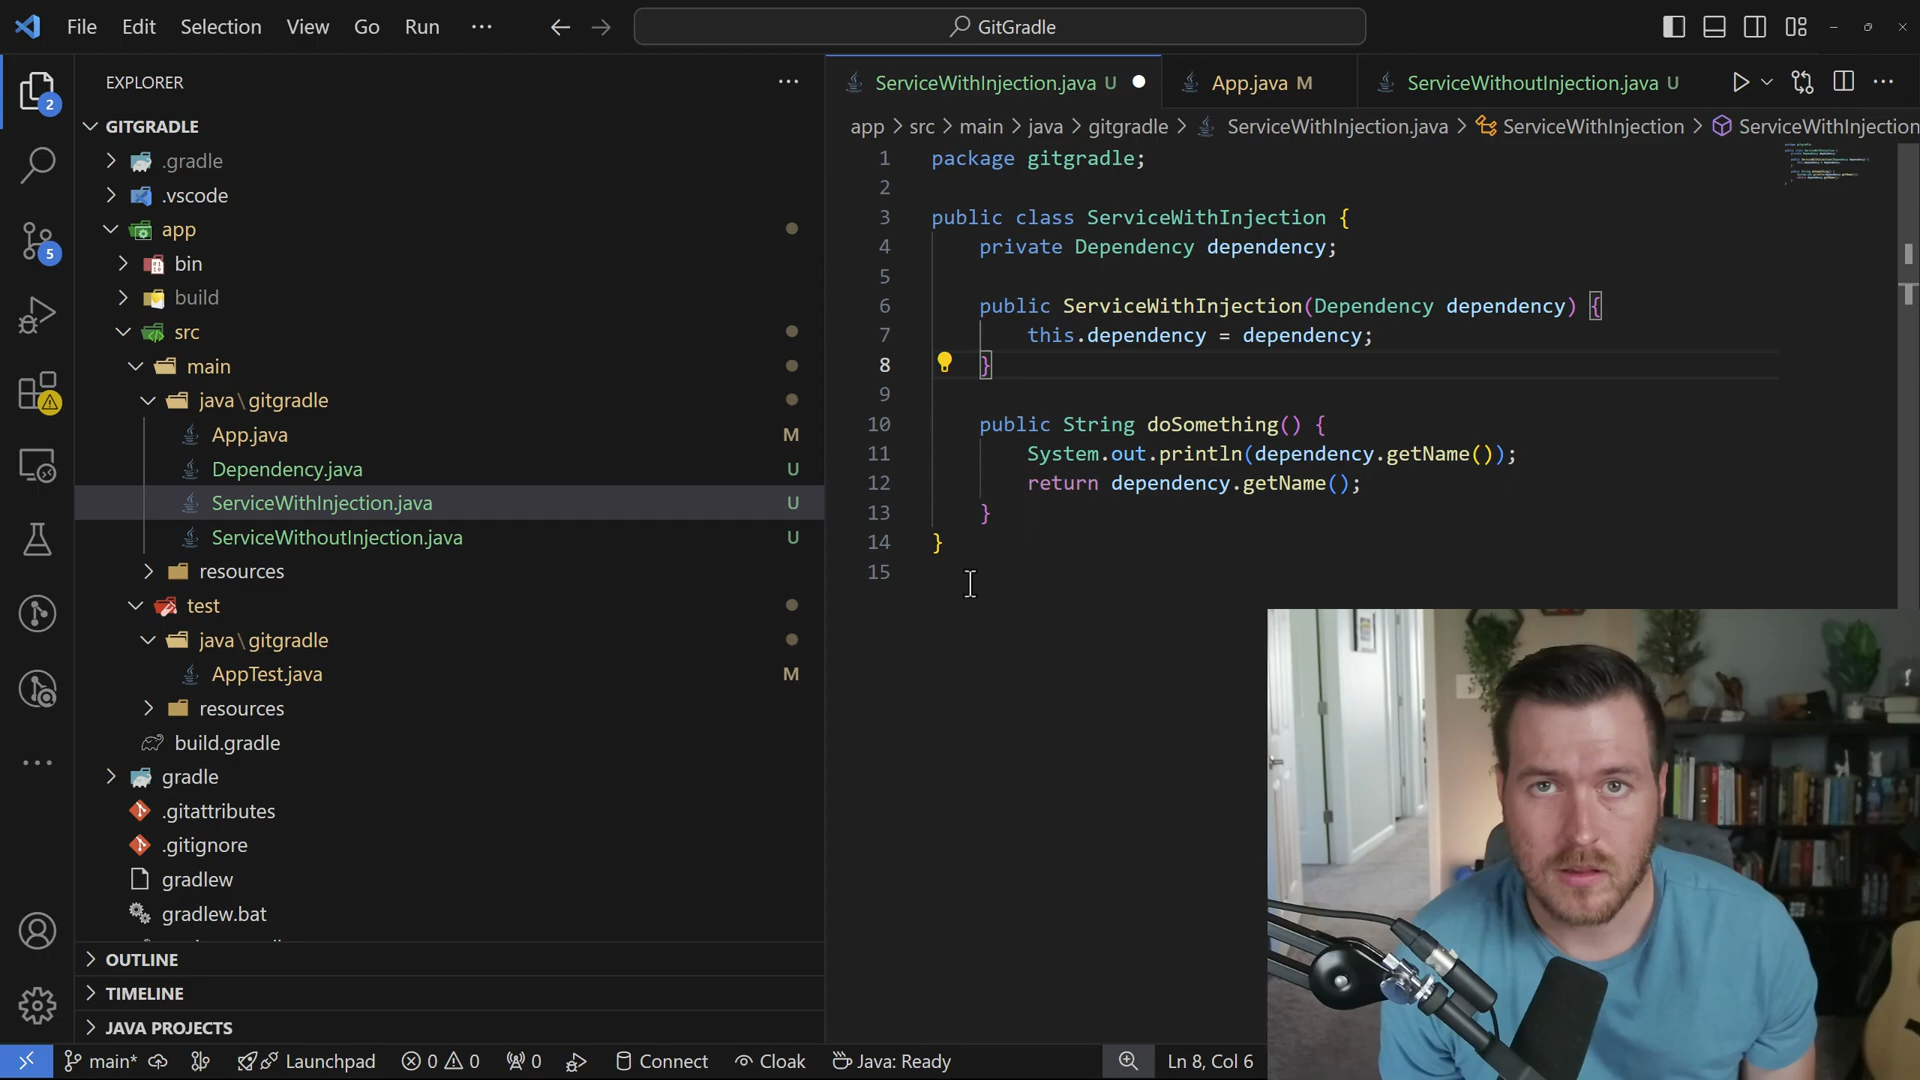 File Edit Selection View Go Run ··· GitGradle
EXPLORER
GITGRADLE
.gradle
.vscode
app
bin
build
src
main
java\gitgradle
App.java M
Dependency.java U
ServiceWithInjection.java U
ServiceWithoutInjection.java U
resources
test
java\gitgradle
AppTest.java M
resources
build.gradle
gradle
.gitattributes
.gitignore
gradlew
gradlew.bat
OUTLINE
TIMELINE
JAVA PROJECTS
2
5
ServiceWithInjection.java U App.java M ServiceWithoutInjection.java U
app > src > main > java > gitgradle > ServiceWithInjection.java > ServiceWithInjection > ServiceWithInjection
1 package gitgradle;
2
3 public class ServiceWithInjection {
4 private Dependency dependency;
5
6 public ServiceWithInjection(Dependency dependency) {
7 this.dependency = dependency;
8 }
9
10 public String doSomething() {
11 System.out.println(dependency.getName());
12 return dependency.getName();
13 }
14 }
15
main* Launchpad 0 0 0 Connect Cloak Java: Ready Ln 8, Col 6